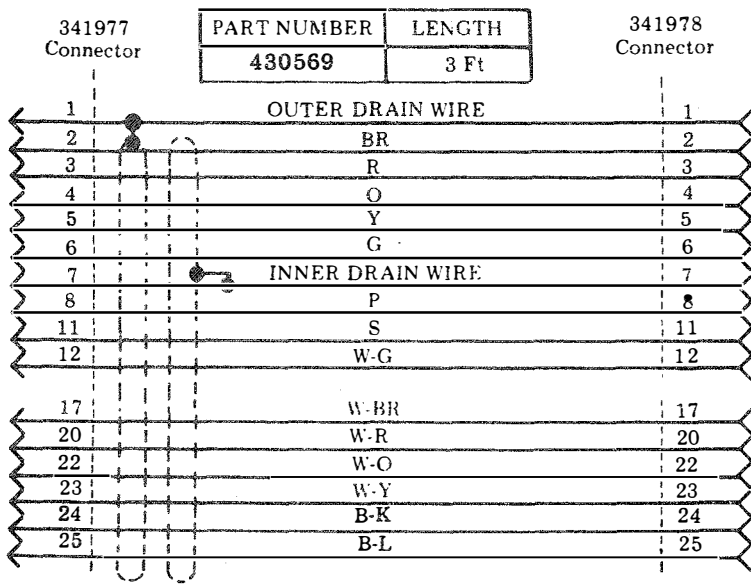 341977
Connector
PART NUMBER LENGTH
430569 3 Ft
341978
Connector
1 OUTER DRAIN WIRE 1
2 BR 2
3 R 3
4 O 4
5 Y 5
6 G 6
7 INNER DRAIN WIRE 7
8 P 8
11 S 11
12 W-G 12
17 W-BR 17
20 W-R 20
22 W-O 22
23 W-Y 23
24 B-K 24
25 B-L 25